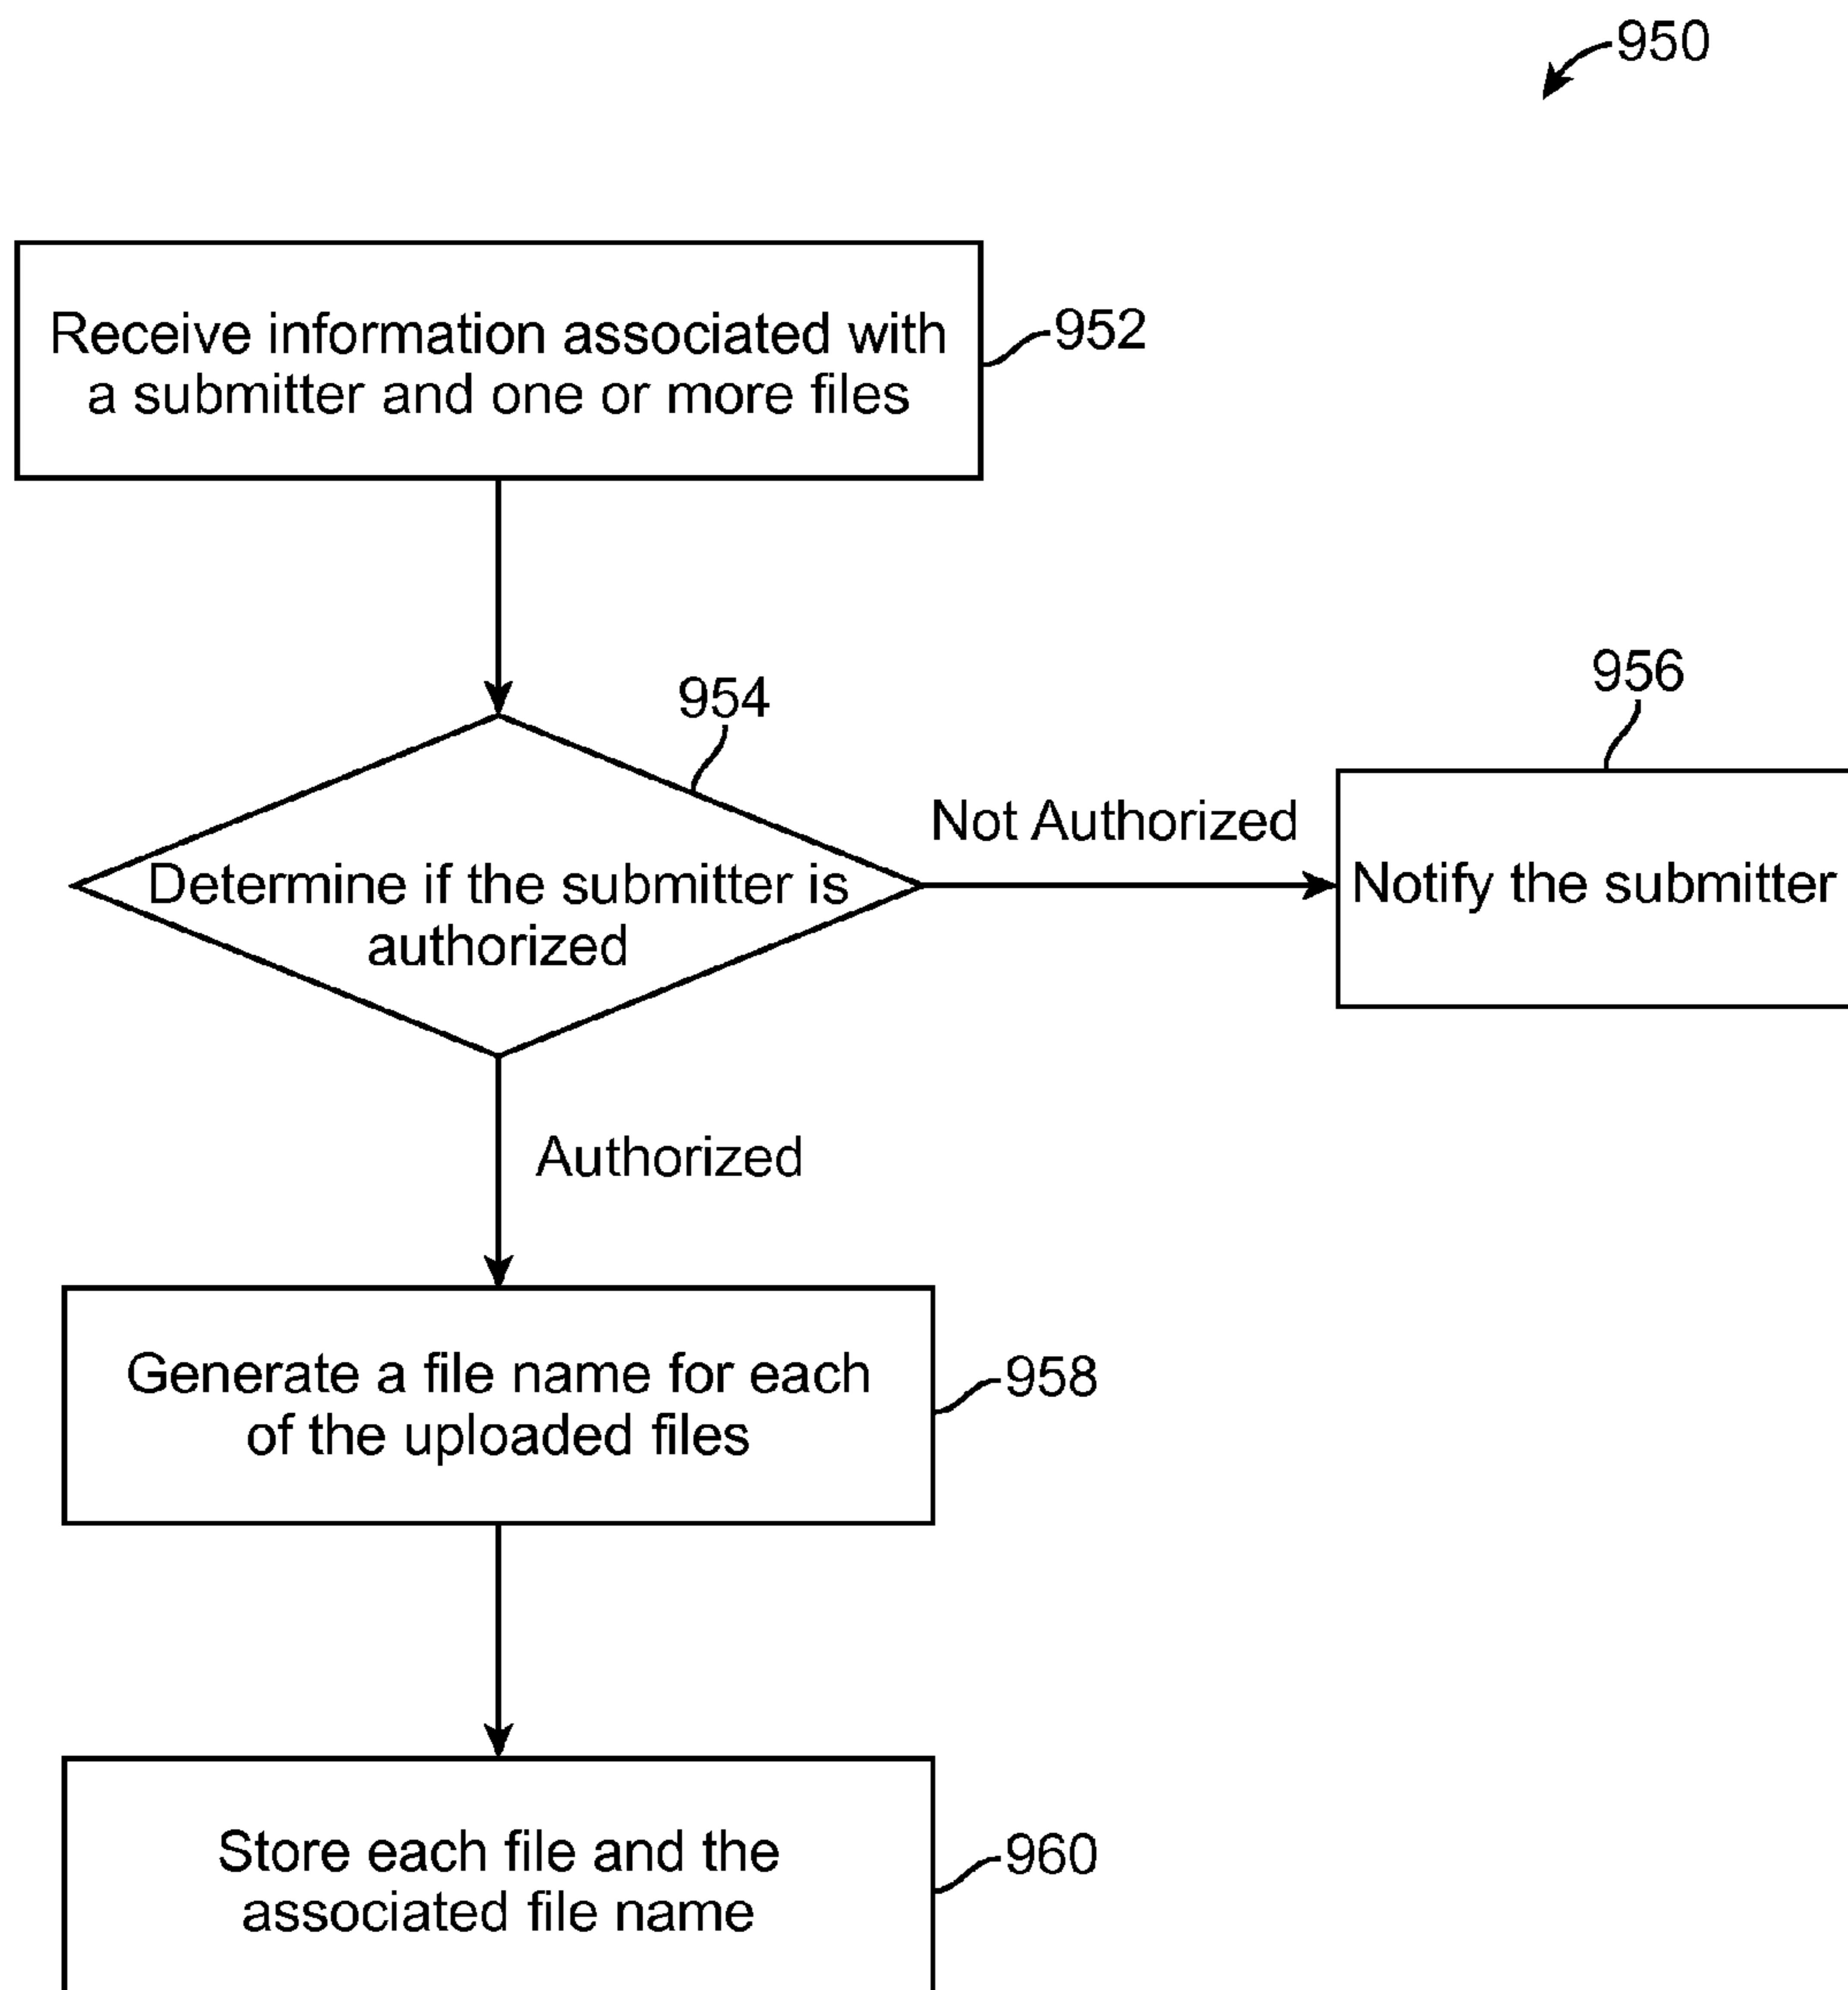 950
Receive information associated with
a submitter and one or more files
952
954
Determine if the submitter is
authorized
Not Authorized
956
Notify the submitter
Authorized
Generate a file name for each
of the uploaded files
958
Store each file and the
associated file name
960